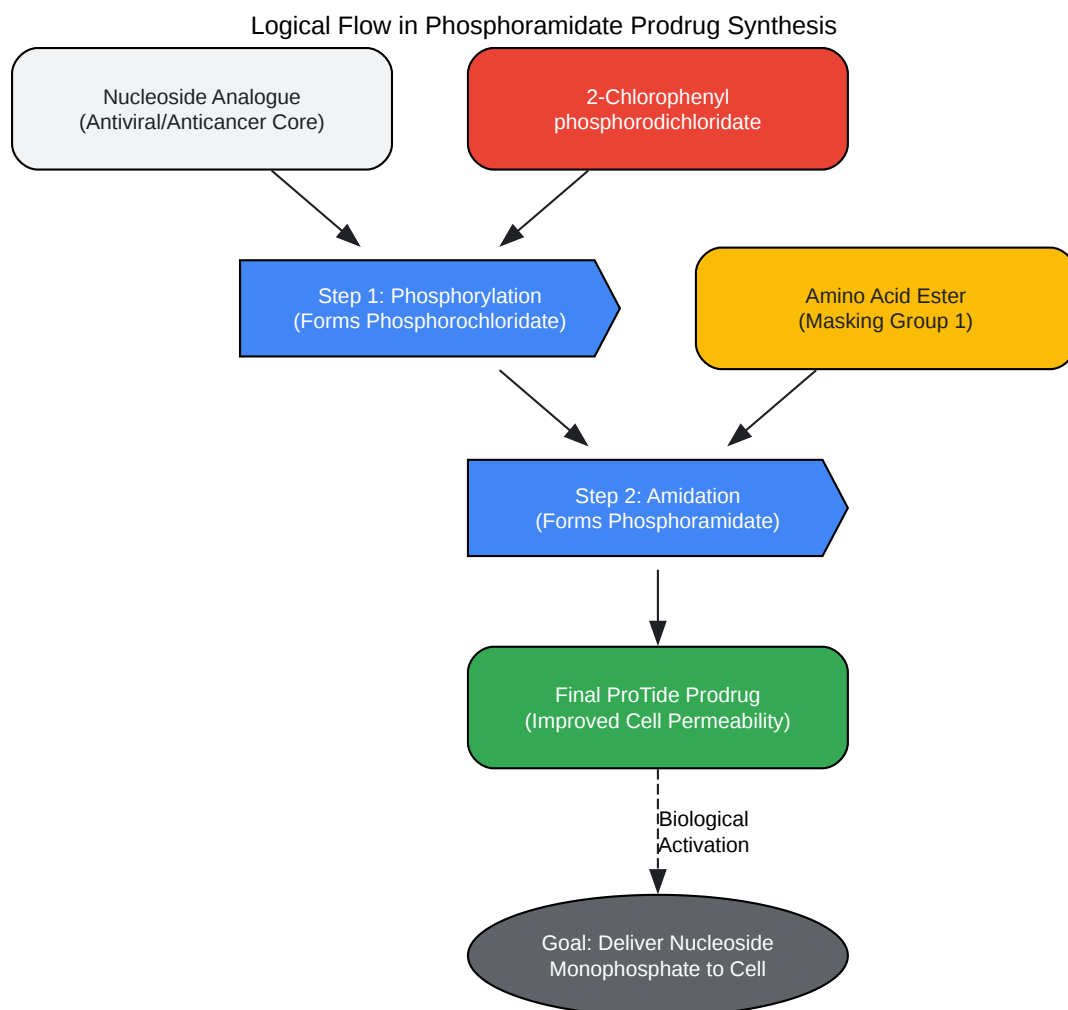 Logical Flow in Phosphoramidate Prodrug Synthesis
Nucleoside Analogue
(Antiviral/Anticancer Core)
2-Chlorophenyl
phosphorodichloridate
Step 1: Phosphorylation
(Forms Phosphorochloridate)
Amino Acid Ester
(Masking Group 1)
Step 2: Amidation
(Forms Phosphoramidate)
Final ProTide Prodrug
(Improved Cell Permeability)
Biological
Activation
Goal: Deliver Nucleoside
Monophosphate to Cell